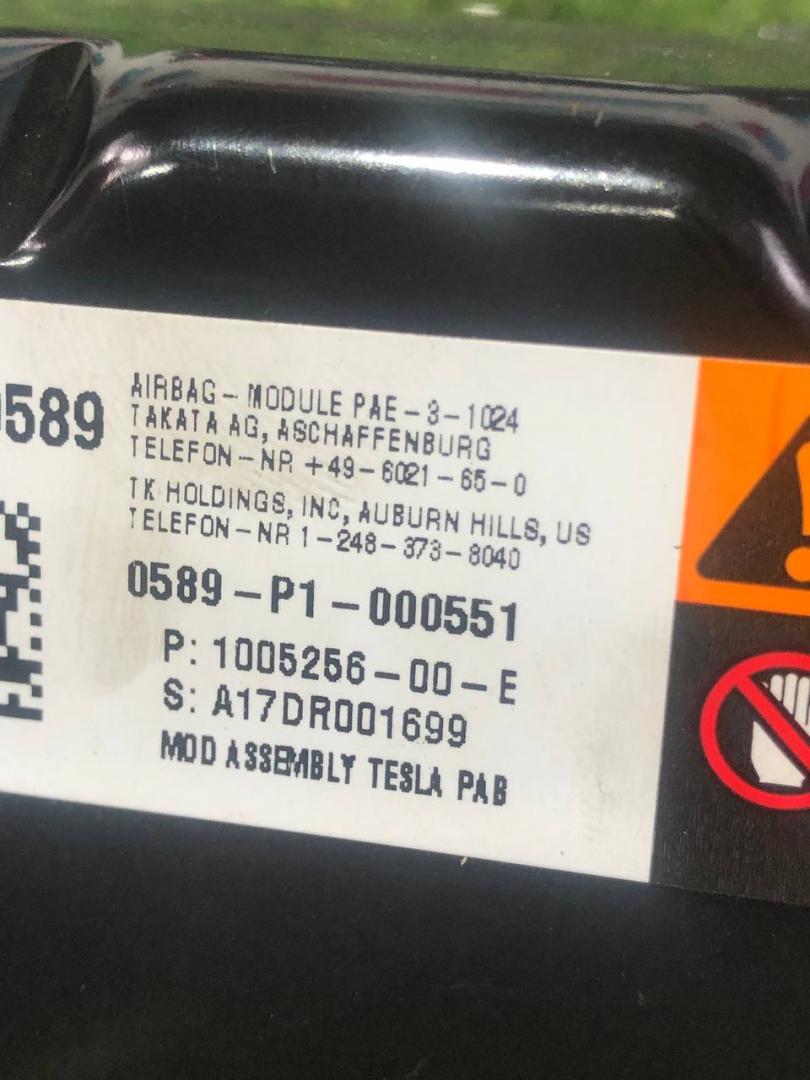 0589
AIRBAG - MODULE PAE - 3 - 1024
TAKATA AG, ASCHAFFENBURG
TELEFON - NR +49 - 6021 - 65 - 0
TK HOLDINGS, INC, AUBURN HILLS, US
TELEFON - NR 1 - 248 - 373 - 8040
0589 - P1 - 000551
P: 1005256 - 00 - E
S: A17DR001699
MOD ASSEMBLY TESLA PAB